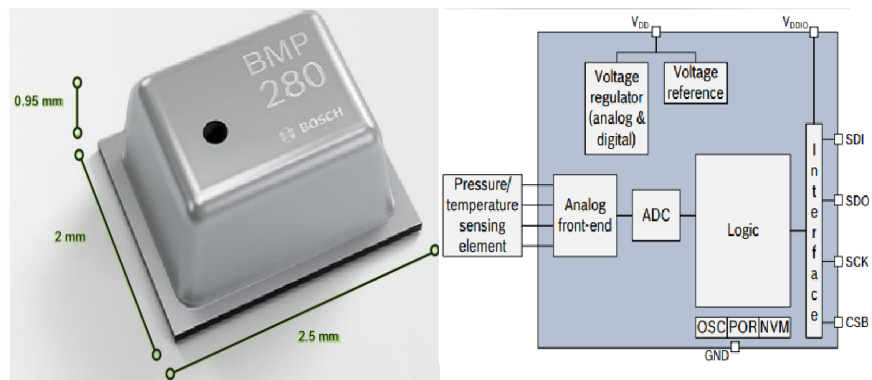 BMP
280
BOSCH
0.95 mm
2 mm
2.5 mm
VDD
VDDIO
Voltage
regulator
(analog &
digital)
Voltage
reference
Pressure/
temperature
sensing
element
Analog
front-end
ADC
Logic
Interface
SDI
SDO
SCK
CSB
OSC POR NVM
GND